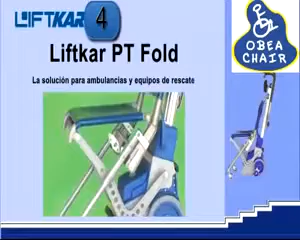 LIFTKAR 4
Liftkar PT Fold
La solución para ambulancias y equipos de rescate
OBEA
CHAIR